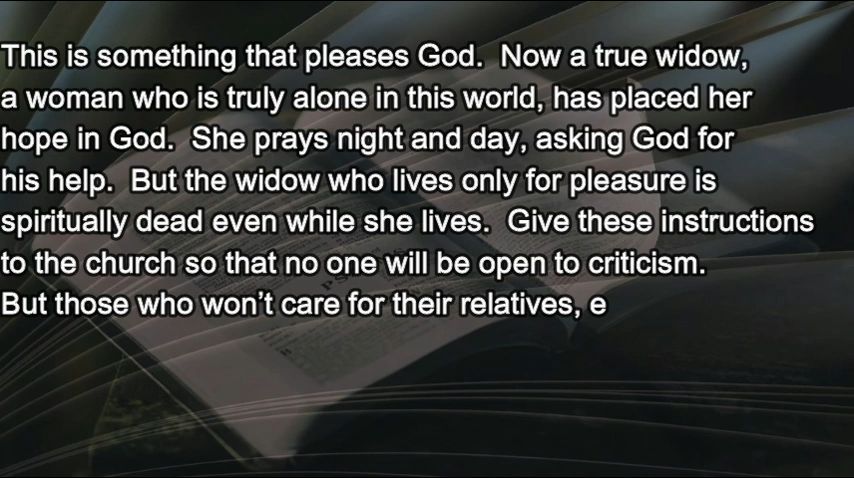 This is something that pleases God.  Now a true widow,
a woman who is truly alone in this world, has placed her
hope in God.  She prays night and day, asking God for
his help.  But the widow who lives only for pleasure is
spiritually dead even while she lives.  Give these instructions
to the church so that no one will be open to criticism.
But those who won’t care for their relatives, e